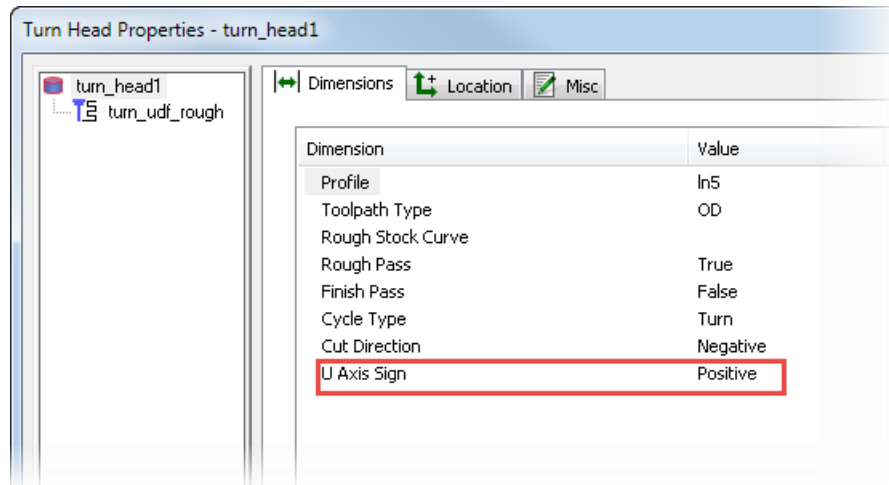 Turn Head Properties - turn_head1
turn_head1
turn_udf_rough
Dimensions Location Misc
Dimension Value
Profile ln5
Toolpath Type OD
Rough Stock Curve
Rough Pass True
Finish Pass False
Cycle Type Turn
Cut Direction Negative
U Axis Sign Positive